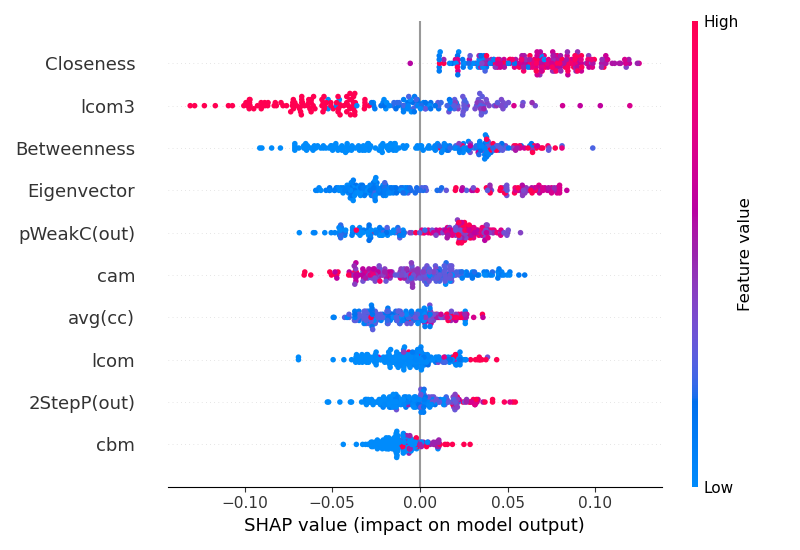 High
Closeness
lcom3
Betweenness
Eigenvector
pWeakC(out)
cam
avg(cc)
lcom
2StepP(out)
cbm
Feature value
Low
−0.10 −0.05 0.00 0.05 0.10
SHAP value (impact on model output)